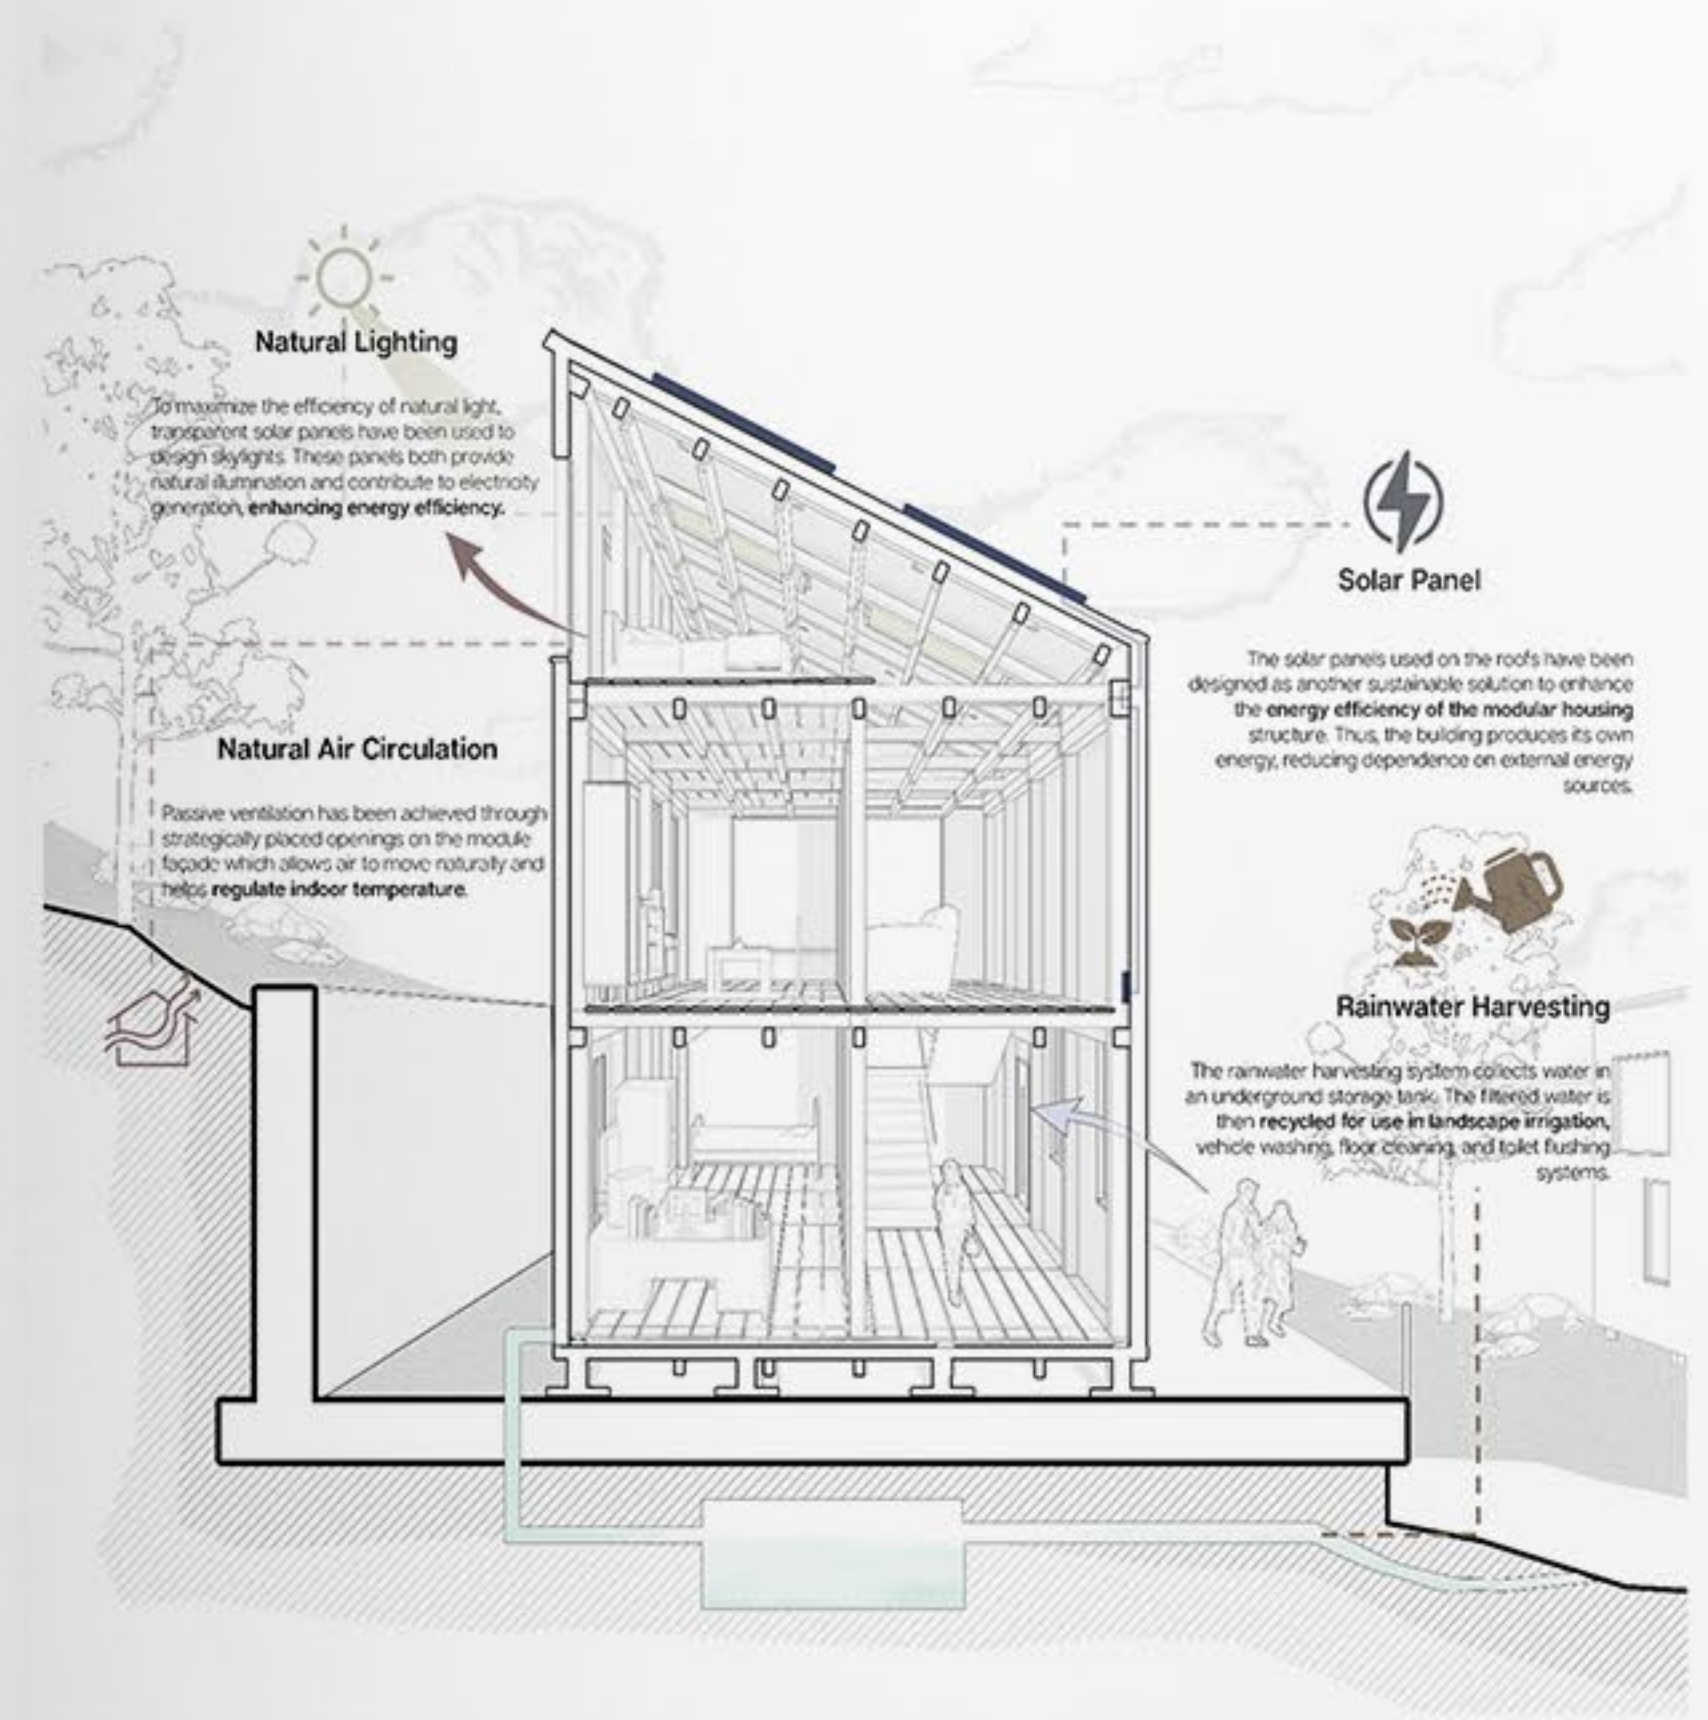 Natural Lighting
To maximize the efficiency of natural light,
transparent solar panels have been used to
design skylights. These panels both provide
natural illumination and contribute to electricity
generation, enhancing energy efficiency.
Solar Panel
The solar panels used on the roofs have been
designed as another sustainable solution to enhance
the energy efficiency of the modular housing
structure. Thus, the building produces its own
energy, reducing dependence on external energy
sources.
Natural Air Circulation
Passive ventilation has been achieved through
strategically placed openings on the module
façade which allows air to move naturally and
helps regulate indoor temperature.
Rainwater Harvesting
The rainwater harvesting system collects water in
an underground storage tank. The filtered water is
then recycled for use in landscape irrigation,
vehicle washing, floor cleaning, and toilet flushing
systems.